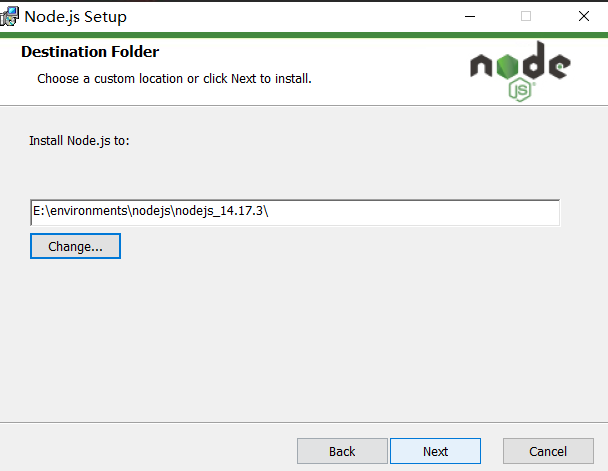 Node.js Setup
Destination Folder
Choose a custom location or click Next to install.
node
JS
Install Node.js to:
E:\environments\nodejs\nodejs_14.17.3\
Change...
Back
Next
Cancel